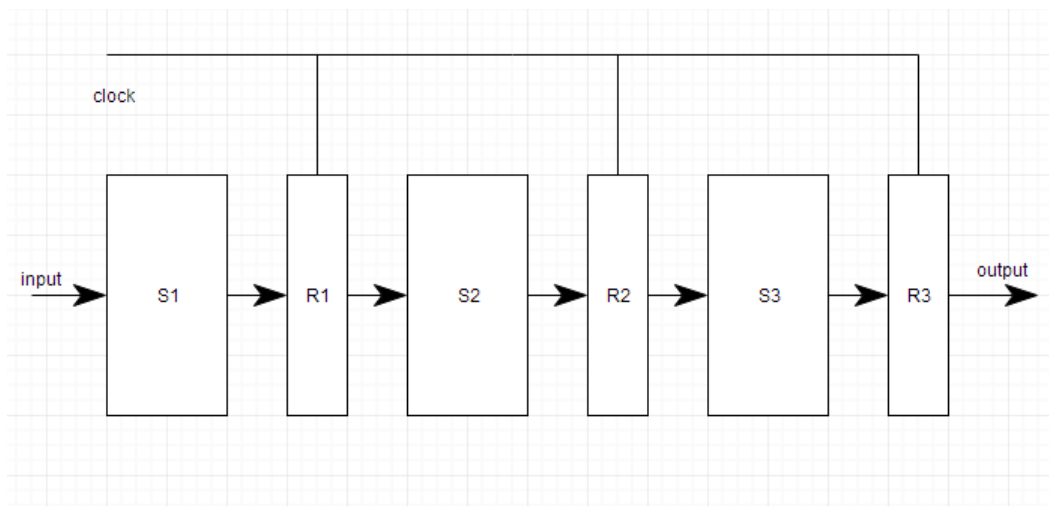 clock
input
S1
R1
S2
R2
S3
R3
output